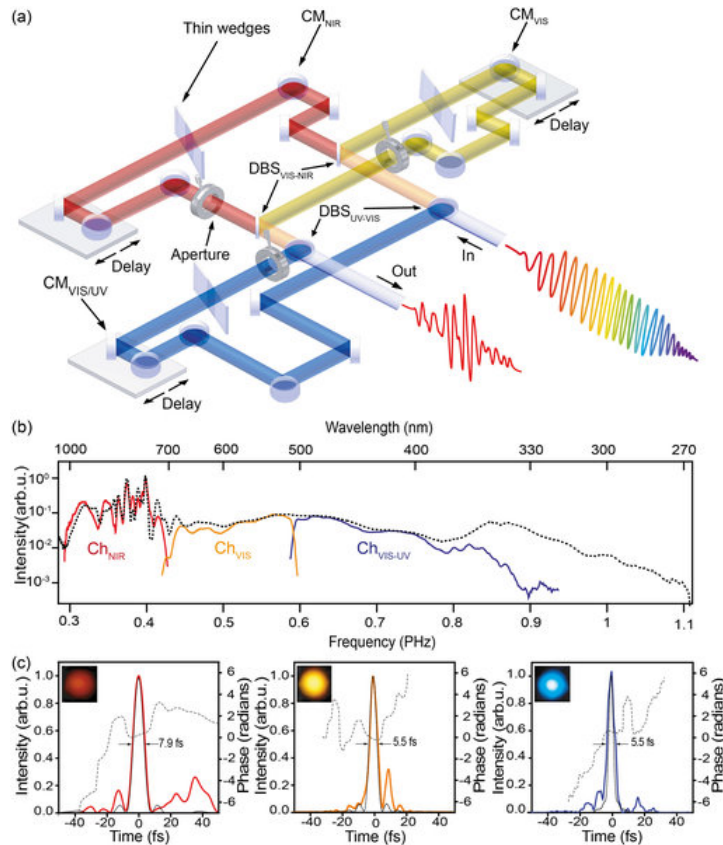 (a)
CM_NIR
CM_VIS
Thin wedges
Delay
DBS_VIS-NIR
DBS_UV-VIS
In
Aperture
Out
Delay
CM_VIS/UV
Delay
(b)
Wavelength (nm)
1000 700 600 500 400 330 300 270
Intensity(arb.u.)
10^0
10^-1
10^-2
10^-3
Ch_NIR
Ch_VIS
Ch_VIS-UV
0.3 0.4 0.5 0.6 0.7 0.8 0.9 1 1.1
Frequency (PHz)
(c)
Intensity (arb.u.)
1.0
0.8
0.6
0.4
0.2
0.0
7.9 fs
6
4
2
0
-2
-4
-6
Phase (radians)
-40 -20 0 20 40
Time (fs)
Intensity (arb.u.)
1.0
0.8
0.6
0.4
0.2
0.0
5.5 fs
6
4
2
0
-2
-4
-6
Phase (radians)
-40 -20 0 20 40
Time (fs)
Intensity (arb.u.)
1.0
0.8
0.6
0.4
0.2
0.0
5.5 fs
6
4
2
0
-2
-4
-6
Phase (radians)
-40 -20 0 20 40
Time (fs)